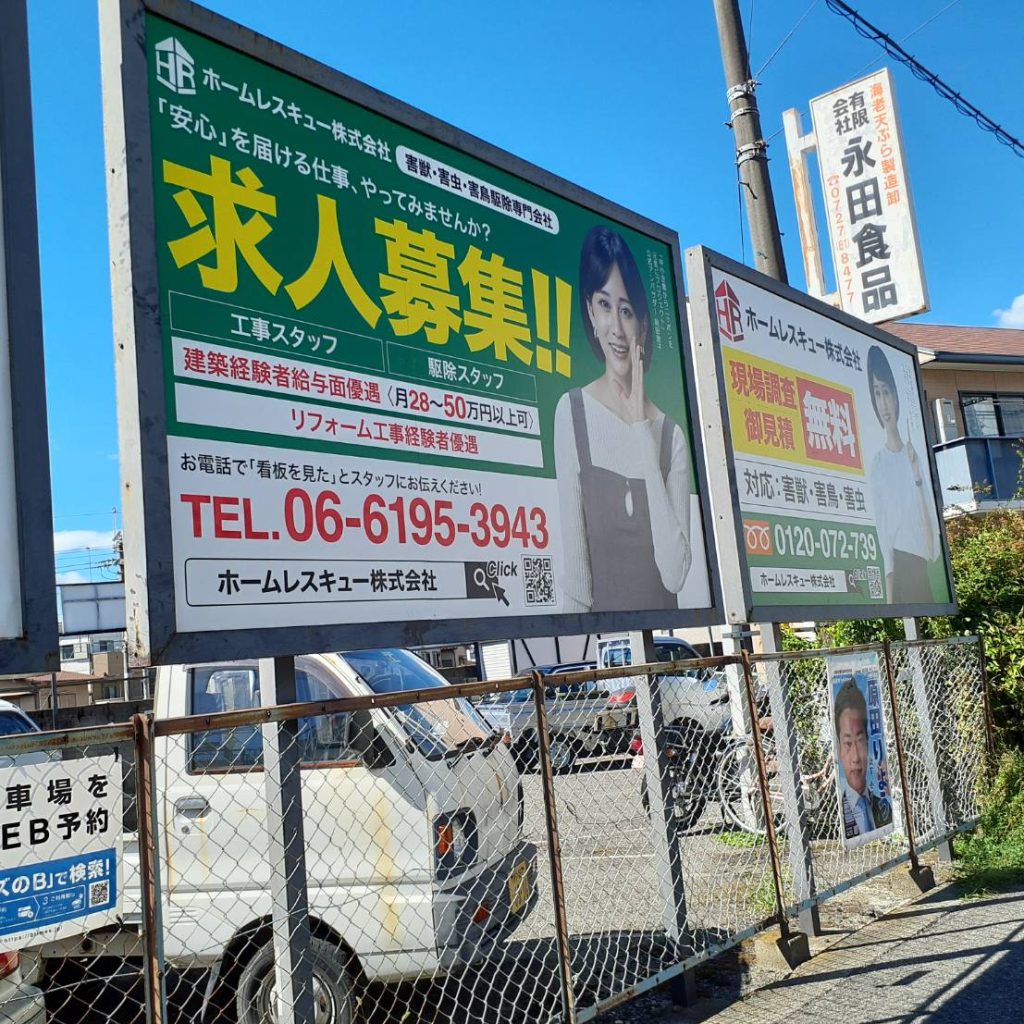 HR
ホームレスキュー株式会社
「安心」を届ける仕事、やってみませんか?
害獣・害虫・害鳥駆除専門会社
求人募集!!
工事スタッフ
駆除スタッフ
建築経験者給与面優遇〈月28〜50万円以上可〉
リフォーム工事経験者優遇
お電話で「看板を見た」とスタッフにお伝えください!
TEL.06-6195-3943
ホームレスキュー株式会社
Click
HR
ホームレスキュー株式会社
現場調査
御見積
無料
対応:害獣・害鳥・害虫
0120-072-739
ホームレスキュー株式会社
海老天ぷら製造卸
有限会社
永田食品
8477
原田りょ
車場を
EB予約
ズのB」で検索!